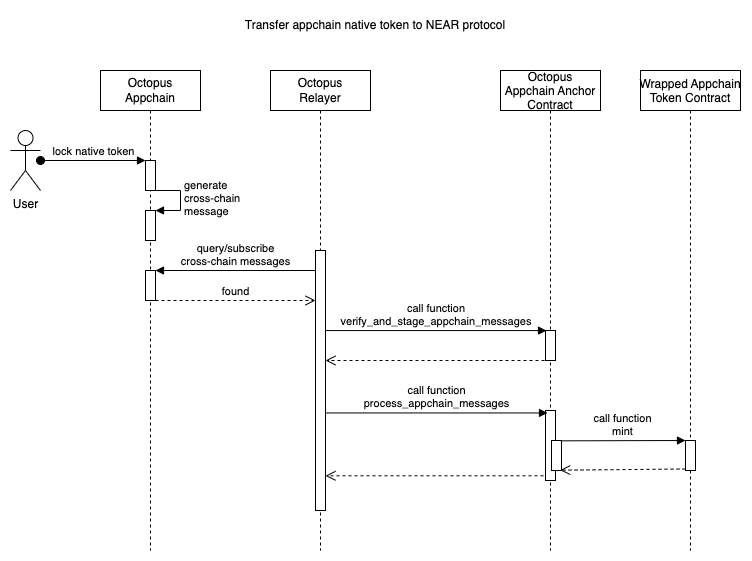 Transfer appchain native token to NEAR protocol
Octopus
Appchain
Octopus
Relayer
Octopus
Appchain Anchor
Contract
Wrapped Appchain
Token Contract
lock native token
User
generate
cross-chain
message
query/subscribe
cross-chain messages
found
call function
verify_and_stage_appchain_messages
call function
process_appchain_messages
call function
mint